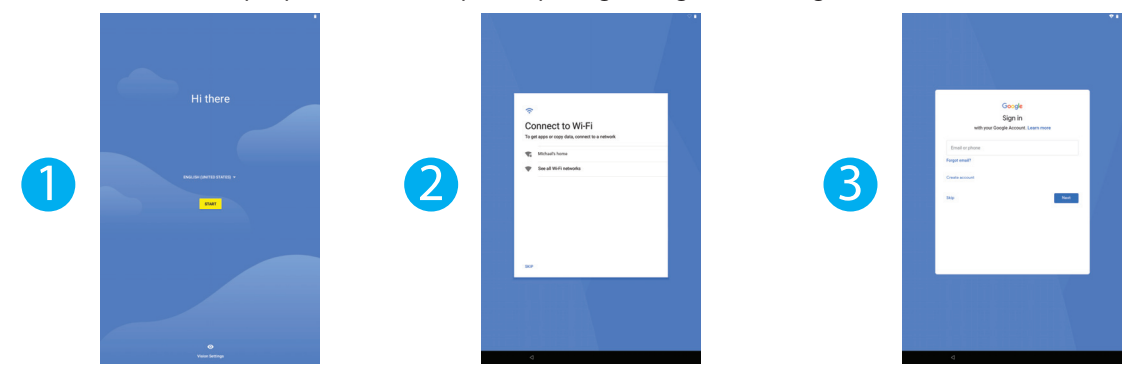 1
Hi there
ENGLISH (UNITED STATES)
START
Vision Settings
2
Connect to Wi-Fi
To get apps or copy data, connect to a network
Michael's home
See all Wi-Fi networks
SKIP
3
Google
Sign in
with your Google Account. Learn more
Email or phone
Forgot email?
Create account
Skip
Next